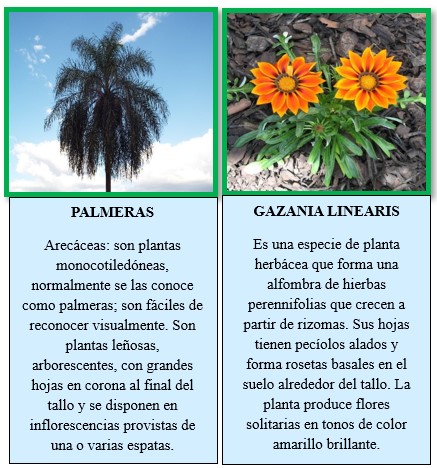 PALMERAS
Arecáceas: son plantas
monocotiledóneas,
normalmente se las conoce
como palmeras; son fáciles de
reconocer visualmente. Son
plantas leñosas,
arborescentes, con grandes
hojas en corona al final del
tallo y se disponen en
inflorescencias provistas de
una o varias espatas.
GAZANIA LINEARIS
Es una especie de planta
herbácea que forma una
alfombra de hierbas
perennifolias que crecen a
partir de rizomas. Sus hojas
tienen pecíolos alados y
forma rosetas basales en el
suelo alrededor del tallo. La
planta produce flores
solitarias en tonos de color
amarillo brillante.